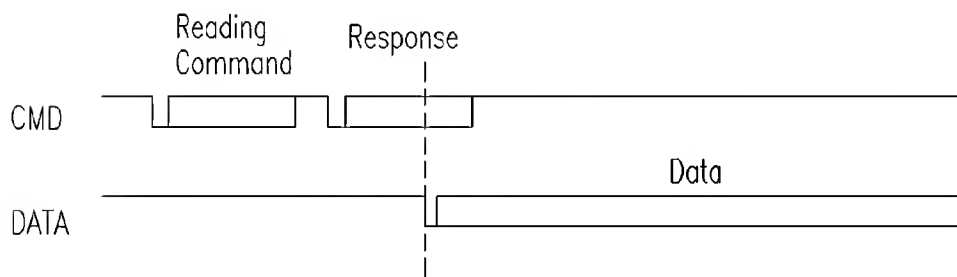 Reading
Command
Response
CMD
Data
DATA